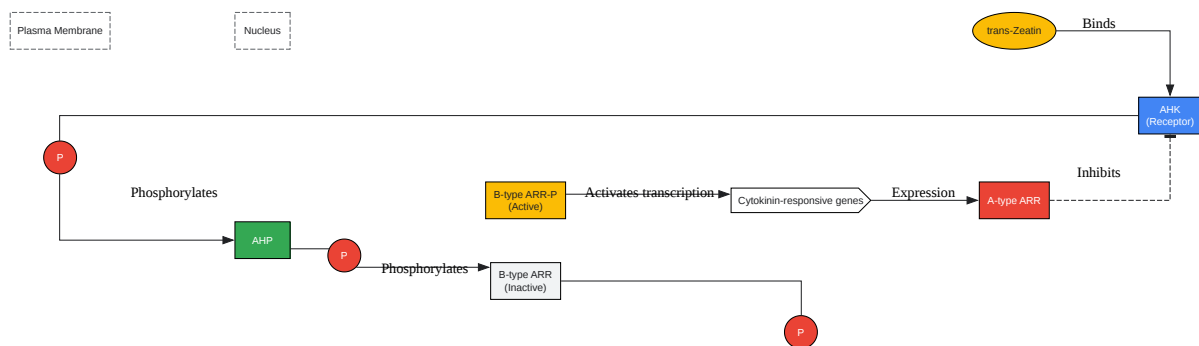 Plasma Membrane
Nucleus
trans-Zeatin
Binds
AHK
(Receptor)
P
Phosphorylates
B-type ARR-P
(Active)
Activates transcription
Cytokinin-responsive genes
Expression
A-type ARR
Inhibits
AHP
P
Phosphorylates
B-type ARR
(Inactive)
P